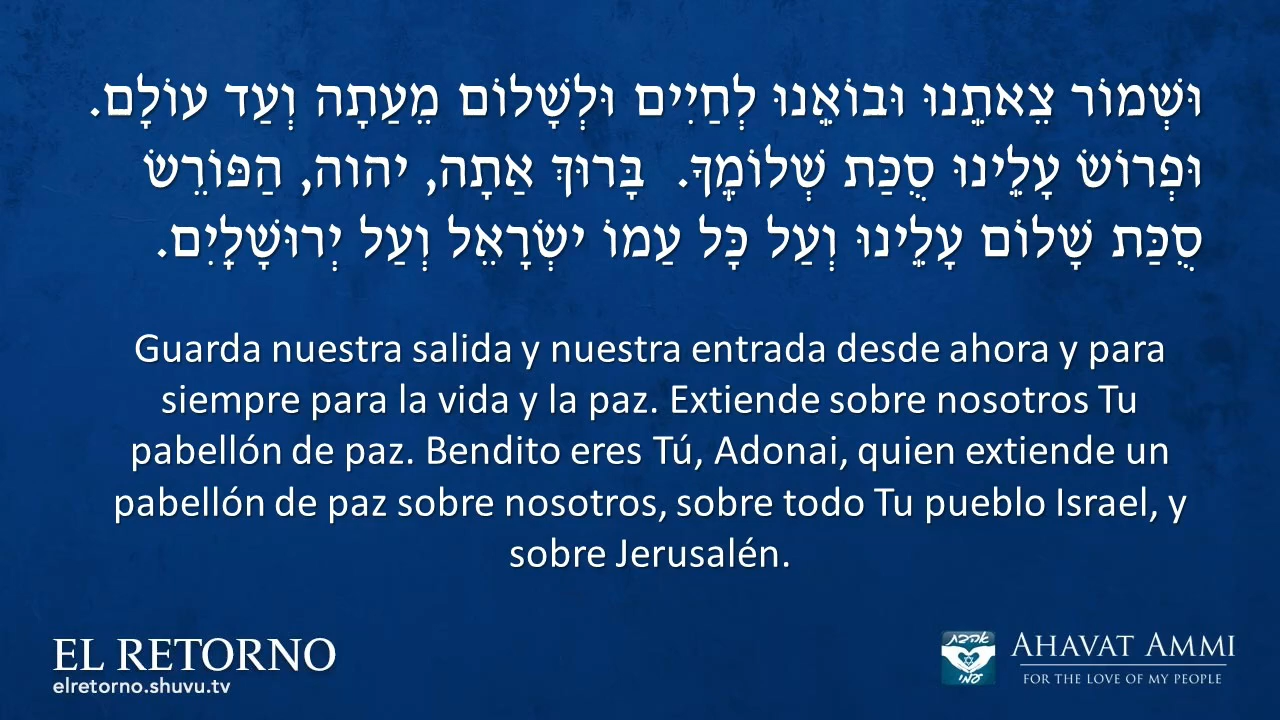 וּשְׁמוֹר צֵאתֵֽנוּ וּבוֹאֵֽנוּ לְחַיִּים וּלְשָׁלוֹם מֵעַתָּה וְעַד עוֹלָם.
וּפְרוֹשׂ עָלֵֽינוּ סֻכַּת שְׁלוֹמֶֽךָ. בָּרוּךְ אַתָּה, יהוה, הַפּוֹרֵשׂ
סֻכַּת שָׁלוֹם עָלֵֽינוּ וְעַל כָּל עַמּוֹ יִשְׂרָאֵל וְעַל יְרוּשָׁלָֽיִם.
Guarda nuestra salida y nuestra entrada desde ahora y para
siempre para la vida y la paz. Extiende sobre nosotros Tu
pabellón de paz. Bendito eres Tú, Adonai, quien extiende un
pabellón de paz sobre nosotros, sobre todo Tu pueblo Israel, y
sobre Jerusalén.
EL RETORNO
elretorno.shuvu.tv
אהבת
עמי
AHAVAT AMMI
FOR THE LOVE OF MY PEOPLE